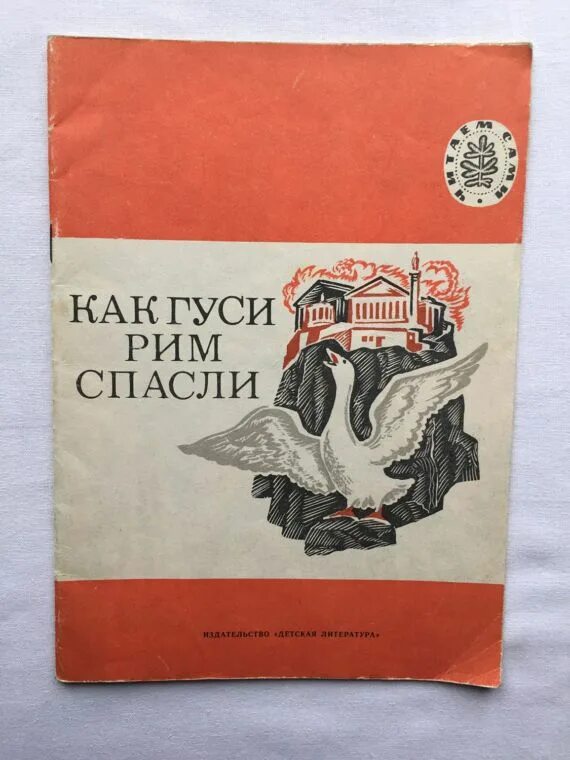 ЧИТАЕМ САМИ •
КАК ГУСИ
РИМ
СПАСЛИ
ИЗДАТЕЛЬСТВО «ДЕТСКАЯ ЛИТЕРАТУРА»